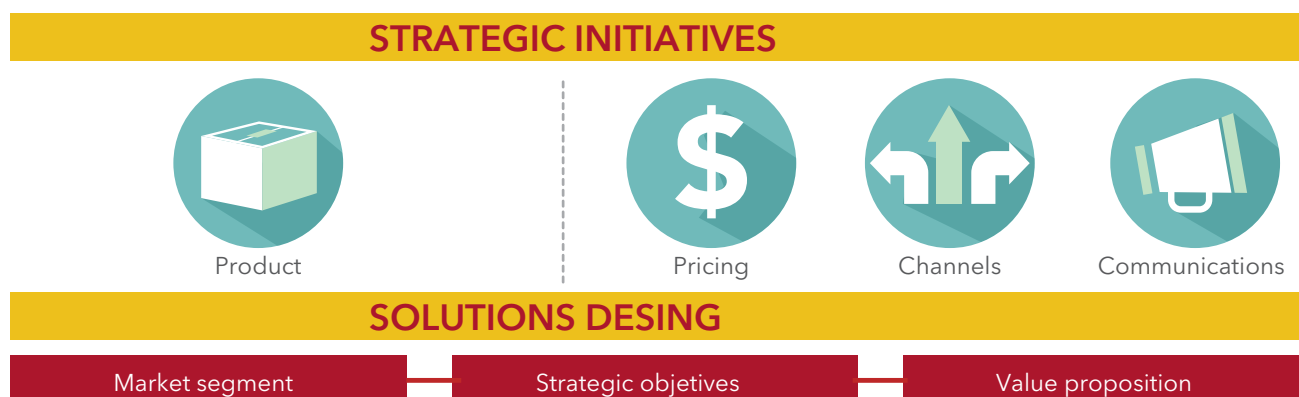 STRATEGIC INITIATIVES
Product
Pricing
Channels
Communications
SOLUTIONS DESING
Market segment
Strategic objetives
Value proposition